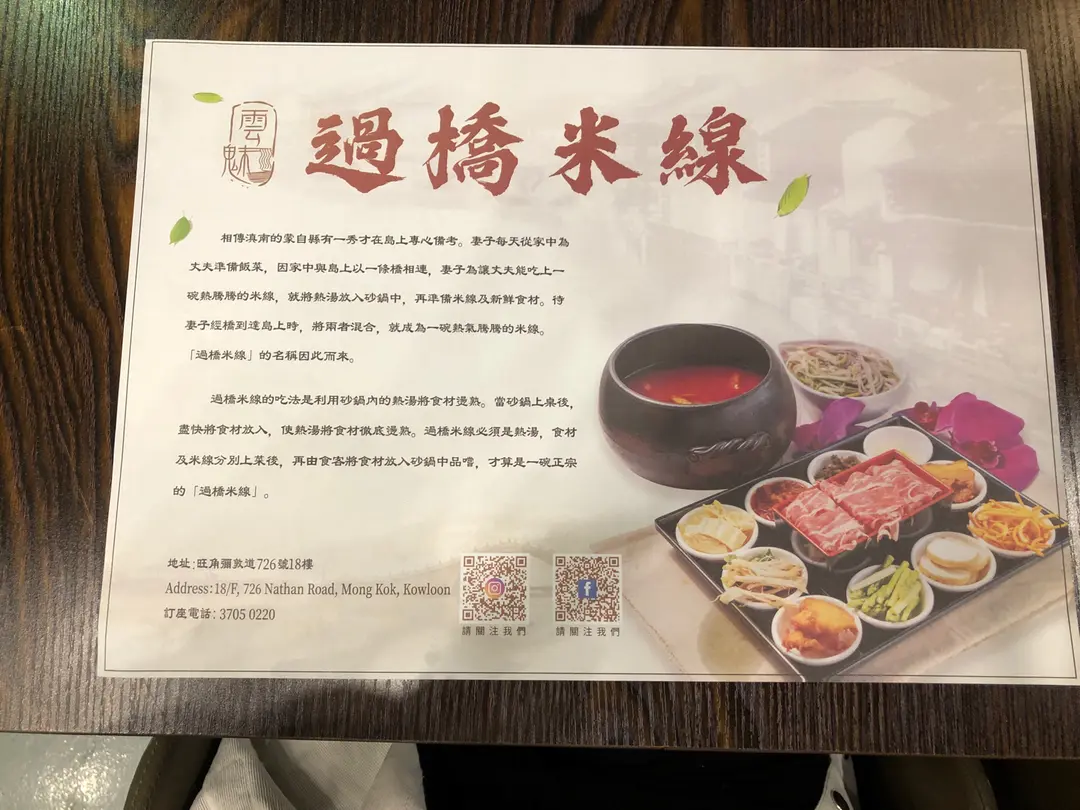 雲魅
過橋米線
相傳滇南的蒙自縣有一秀才在島上專心備考。妻子每天從家中為
丈夫準備飯菜，因家中與島上以一條橋相連，妻子為讓丈夫能吃上一
碗熱騰騰的米線，就將熱湯放入砂鍋中，再準備米線及新鮮食材。待
妻子經橋到達島上時，將兩者混合，就成為一碗熱氣騰騰的米線。
「過橋米線」的名稱因此而來。
過橋米線的吃法是利用砂鍋內的熱湯將食材燙熟。當砂鍋上桌後，
盡快將食材放入，使熱湯將食材徹底燙熟。過橋米線必須是熱湯，食材
及米線分別上菜後，再由食客將食材放入砂鍋中品嚐，才算是一碗正宗
的「過橋米線」。
地址:旺角彌敦道726號18樓
Address:18/F, 726 Nathan Road, Mong Kok, Kowloon
訂座電話: 3705 0220
請關注我們
請關注我們